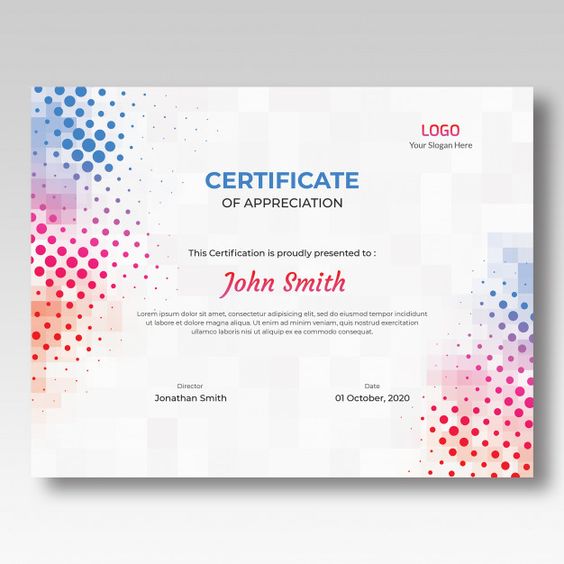 LOGO
Your Slogan Here
CERTIFICATE
OF APPRECIATION
This Certification is proudly presented to :
John Smith
Lorem ipsum dolor sit amet, consectetur adipiscing elit, sed do eiusmod tempor incididunt
ut labore et dolore magna aliqua. Ut enim ad minim veniam, quis nostrud exercitation
ullamco laboris nisi ut aliquip ex ea commodo consequat.
Director
Jonathan Smith
Date
01 October, 2020